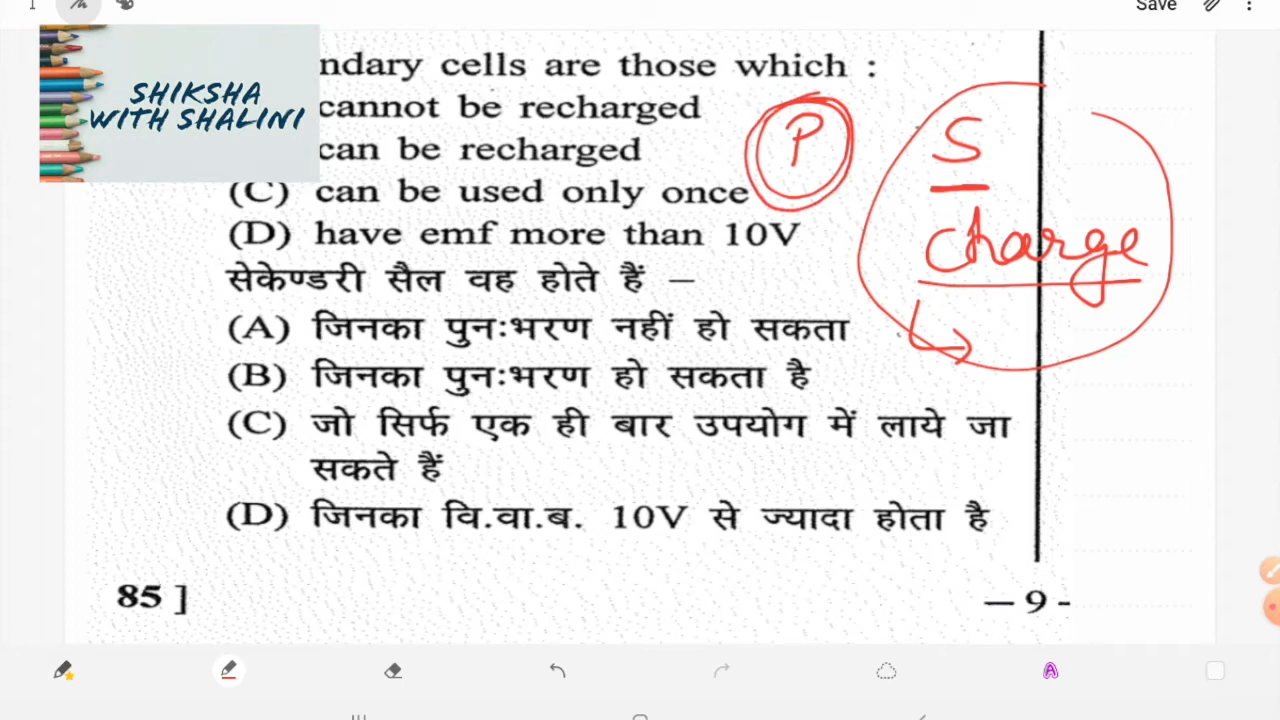 Save
SHIKSHA
WITH SHALINI
ndary cells are those which :
cannot be recharged
can be recharged
(C) can be used only once
(D) have emf more than 10V
सेकेण्डरी सैल वह होते हैं –
(A) जिनका पुनःभरण नहीं हो सकता
(B) जिनका पुनःभरण हो सकता है
(C) जो सिर्फ एक ही बार उपयोग में लाये जा
सकते हैं
(D) जिनका वि.वा.ब. 10V से ज्यादा होता है
85 ]
– 9 -
P
S
charge